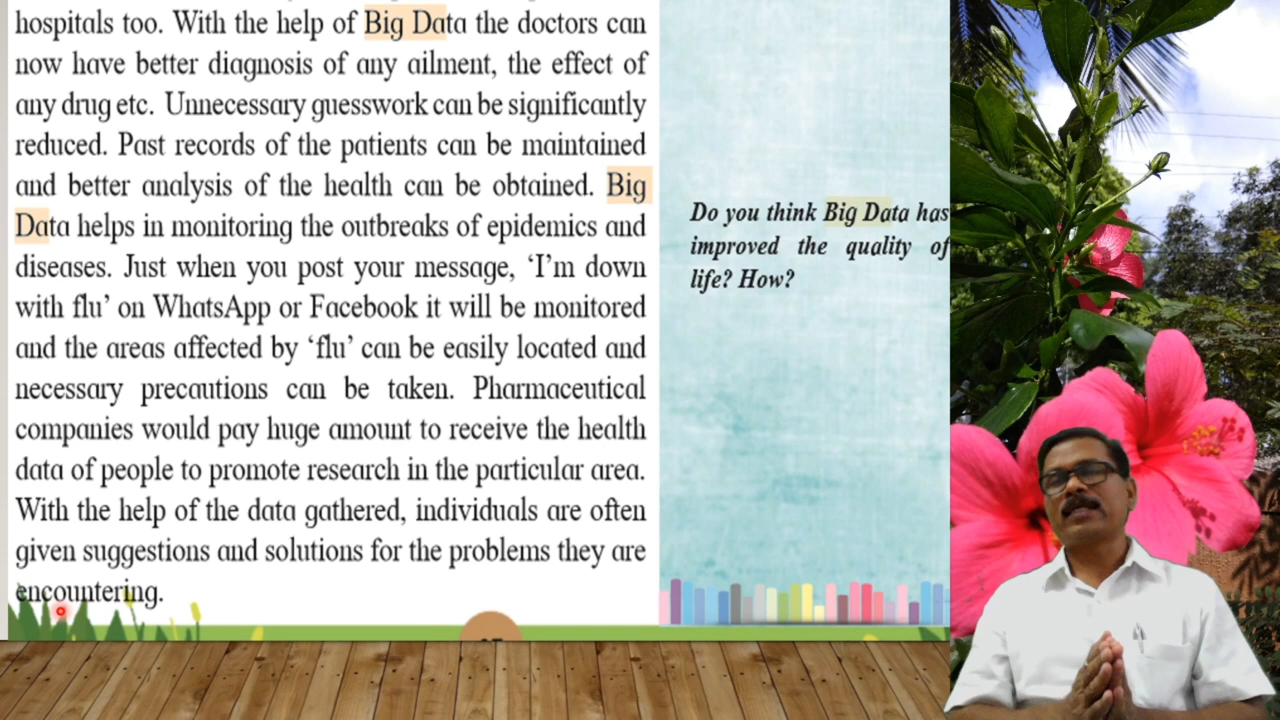 hospitals too. With the help of Big Data the doctors can
now have better diagnosis of any ailment, the effect of
any drug etc. Unnecessary guesswork can be significantly
reduced. Past records of the patients can be maintained
and better analysis of the health can be obtained. Big
Data helps in monitoring the outbreaks of epidemics and
diseases. Just when you post your message, ‘I’m down
with flu’ on WhatsApp or Facebook it will be monitored
and the areas affected by ‘flu’ can be easily located and
necessary precautions can be taken. Pharmaceutical
companies would pay huge amount to receive the health
data of people to promote research in the particular area.
With the help of the data gathered, individuals are often
given suggestions and solutions for the problems they are
encountering.
Do you think Big Data has
improved the quality of
life? How?